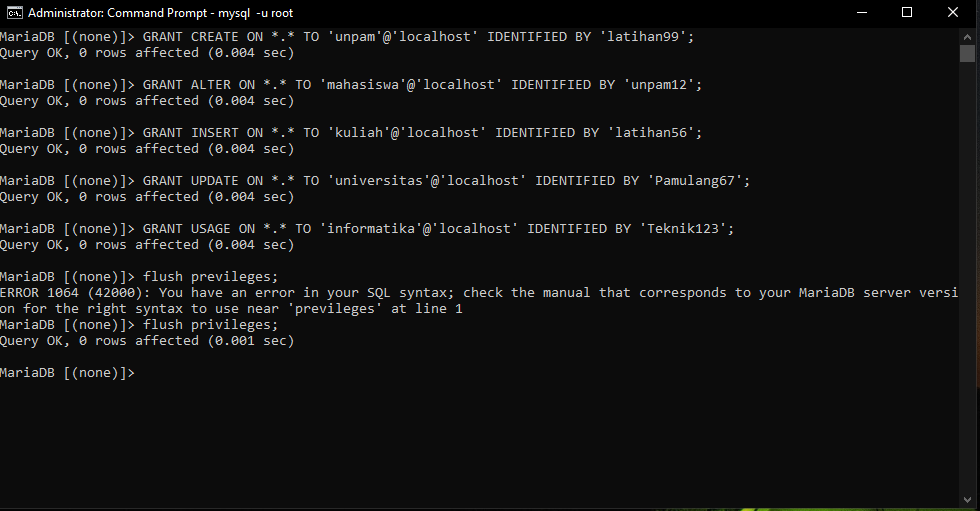 Administrator: Command Prompt - mysql  -u root
MariaDB [(none)]> GRANT CREATE ON *.* TO 'unpam'@'localhost' IDENTIFIED BY 'latihan99';
Query OK, 0 rows affected (0.004 sec)
MariaDB [(none)]> GRANT ALTER ON *.* TO 'mahasiswa'@'localhost' IDENTIFIED BY 'unpam12';
Query OK, 0 rows affected (0.004 sec)
MariaDB [(none)]> GRANT INSERT ON *.* TO 'kuliah'@'localhost' IDENTIFIED BY 'latihan56';
Query OK, 0 rows affected (0.004 sec)
MariaDB [(none)]> GRANT UPDATE ON *.* TO 'universitas'@'localhost' IDENTIFIED BY 'Pamulang67';
Query OK, 0 rows affected (0.004 sec)
MariaDB [(none)]> GRANT USAGE ON *.* TO 'informatika'@'localhost' IDENTIFIED BY 'Teknik123';
Query OK, 0 rows affected (0.004 sec)
MariaDB [(none)]> flush previleges;
ERROR 1064 (42000): You have an error in your SQL syntax; check the manual that corresponds to your MariaDB server versi
on for the right syntax to use near 'previleges' at line 1
MariaDB [(none)]> flush privileges;
Query OK, 0 rows affected (0.001 sec)
MariaDB [(none)]>